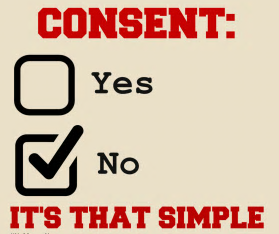 CONSENT:
Yes
No
IT'S THAT SIMPLE